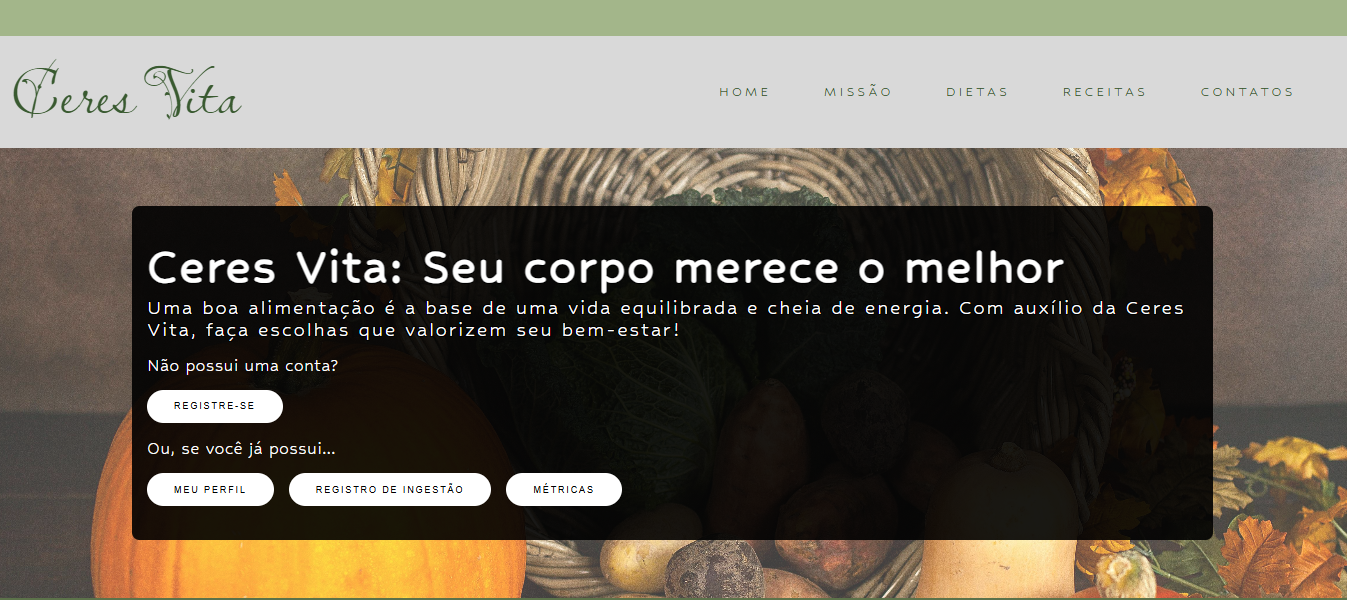 Ceres Vita
HOME MISSÃO DIETAS RECEITAS CONTATOS
Ceres Vita: Seu corpo merece o melhor
Uma boa alimentação é a base de uma vida equilibrada e cheia de energia. Com auxílio da Ceres
Vita, faça escolhas que valorizem seu bem-estar!
Não possui uma conta?
REGISTRE-SE
Ou, se você já possui...
MEU PERFIL REGISTRO DE INGESTÃO MÉTRICAS